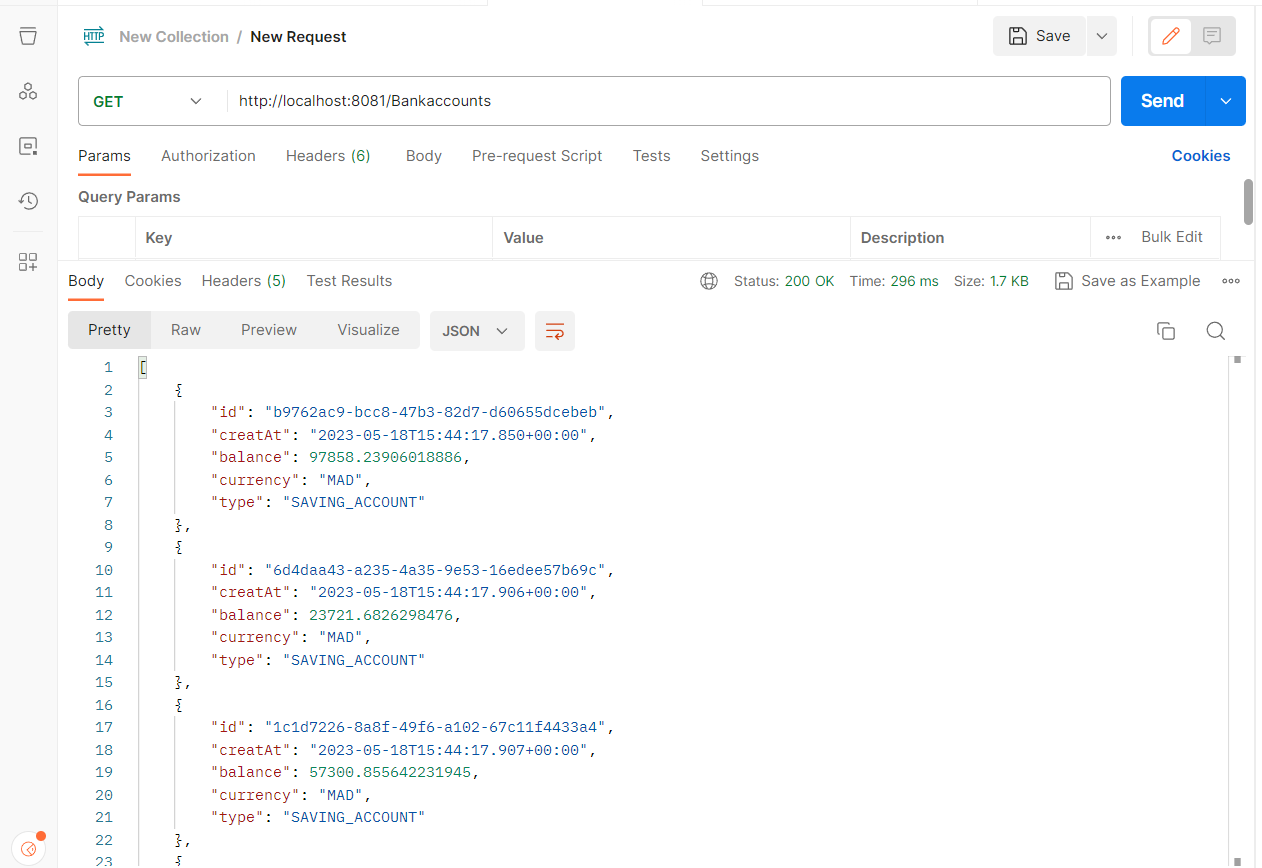 HTTP New Collection / New Request Save
GET http://localhost:8081/Bankaccounts Send
Params Authorization Headers (6) Body Pre-request Script Tests Settings Cookies
Query Params
Key Value Description ••• Bulk Edit
Body Cookies Headers (5) Test Results Status: 200 OK Time: 296 ms Size: 1.7 KB Save as Example •••
Pretty Raw Preview Visualize JSON
1 [
2 {
3 "id": "b9762ac9-bcc8-47b3-82d7-d60655dcebeb",
4 "creatAt": "2023-05-18T15:44:17.850+00:00",
5 "balance": 97858.23906018886,
6 "currency": "MAD",
7 "type": "SAVING_ACCOUNT"
8 },
9 {
10 "id": "6d4daa43-a235-4a35-9e53-16edee57b69c",
11 "creatAt": "2023-05-18T15:44:17.906+00:00",
12 "balance": 23721.6826298476,
13 "currency": "MAD",
14 "type": "SAVING_ACCOUNT"
15 },
16 {
17 "id": "1c1d7226-8a8f-49f6-a102-67c11f4433a4",
18 "creatAt": "2023-05-18T15:44:17.907+00:00",
19 "balance": 57300.855642231945,
20 "currency": "MAD",
21 "type": "SAVING_ACCOUNT"
22 },
23 {